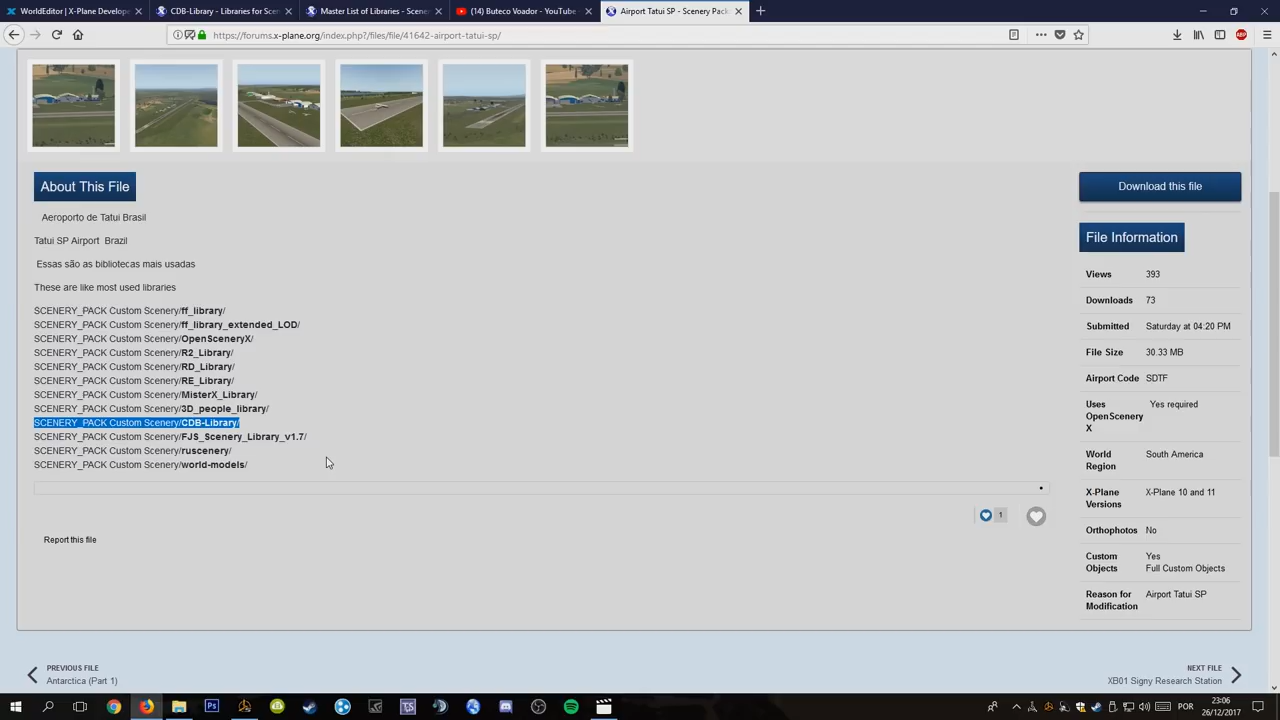 WorldEditor | X-Plane Develope
CDB-Library - Libraries for Scen
Master List of Libraries - Scener
(14) Buteco Voador - YouTube
Airport Tatui SP - Scenery Pack
https://forums.x-plane.org/index.php?/files/file/41642-airport-tatui-sp/
ABP
About This File
Aeroporto de Tatui Brasil
Tatui SP Airport Brazil
Essas são as bibliotecas mais usadas
These are like most used libraries
SCENERY_PACK Custom Scenery/ff_library/
SCENERY_PACK Custom Scenery/ff_library_extended_LOD/
SCENERY_PACK Custom Scenery/OpenSceneryX/
SCENERY_PACK Custom Scenery/R2_Library/
SCENERY_PACK Custom Scenery/RD_Library/
SCENERY_PACK Custom Scenery/RE_Library/
SCENERY_PACK Custom Scenery/MisterX_Library/
SCENERY_PACK Custom Scenery/3D_people_library/
SCENERY_PACK Custom Scenery/CDB-Library/
SCENERY_PACK Custom Scenery/FJS_Scenery_Library_v1.7/
SCENERY_PACK Custom Scenery/ruscenery/
SCENERY_PACK Custom Scenery/world-models/
1
Report this file
Download this file
File Information
Views 393
Downloads 73
Submitted Saturday at 04:20 PM
File Size 30.33 MB
Airport Code SDTF
Uses Yes required
OpenScenery
X
World South America
Region
X-Plane X-Plane 10 and 11
Versions
Orthophotos No
Custom Yes
Objects Full Custom Objects
Reason for Airport Tatui SP
Modification
PREVIOUS FILE
Antarctica (Part 1)
NEXT FILE
XB01 Signy Research Station
Ps
POR
23:06
26/12/2017